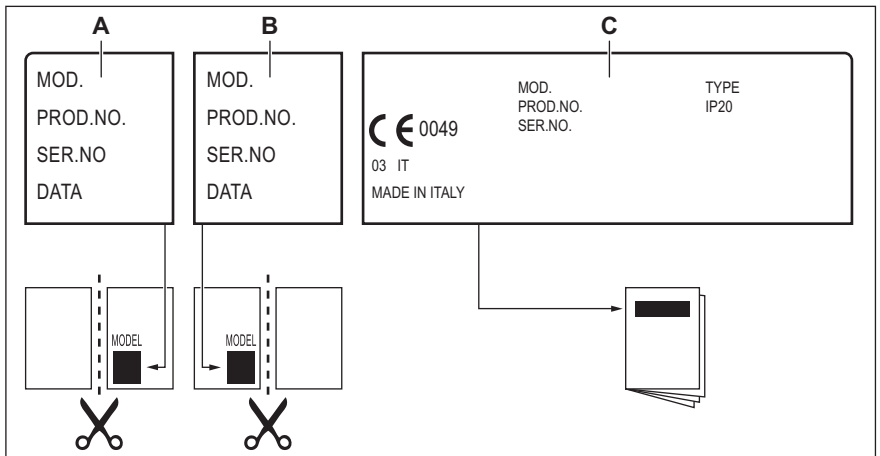 A
B
C
MOD.
PROD.NO.
SER.NO
DATA
MOD.
PROD.NO.
SER.NO
DATA
MOD.
PROD.NO.
SER.NO.
TYPE
IP20
CE 0049
03 IT
MADE IN ITALY
MODEL
MODEL